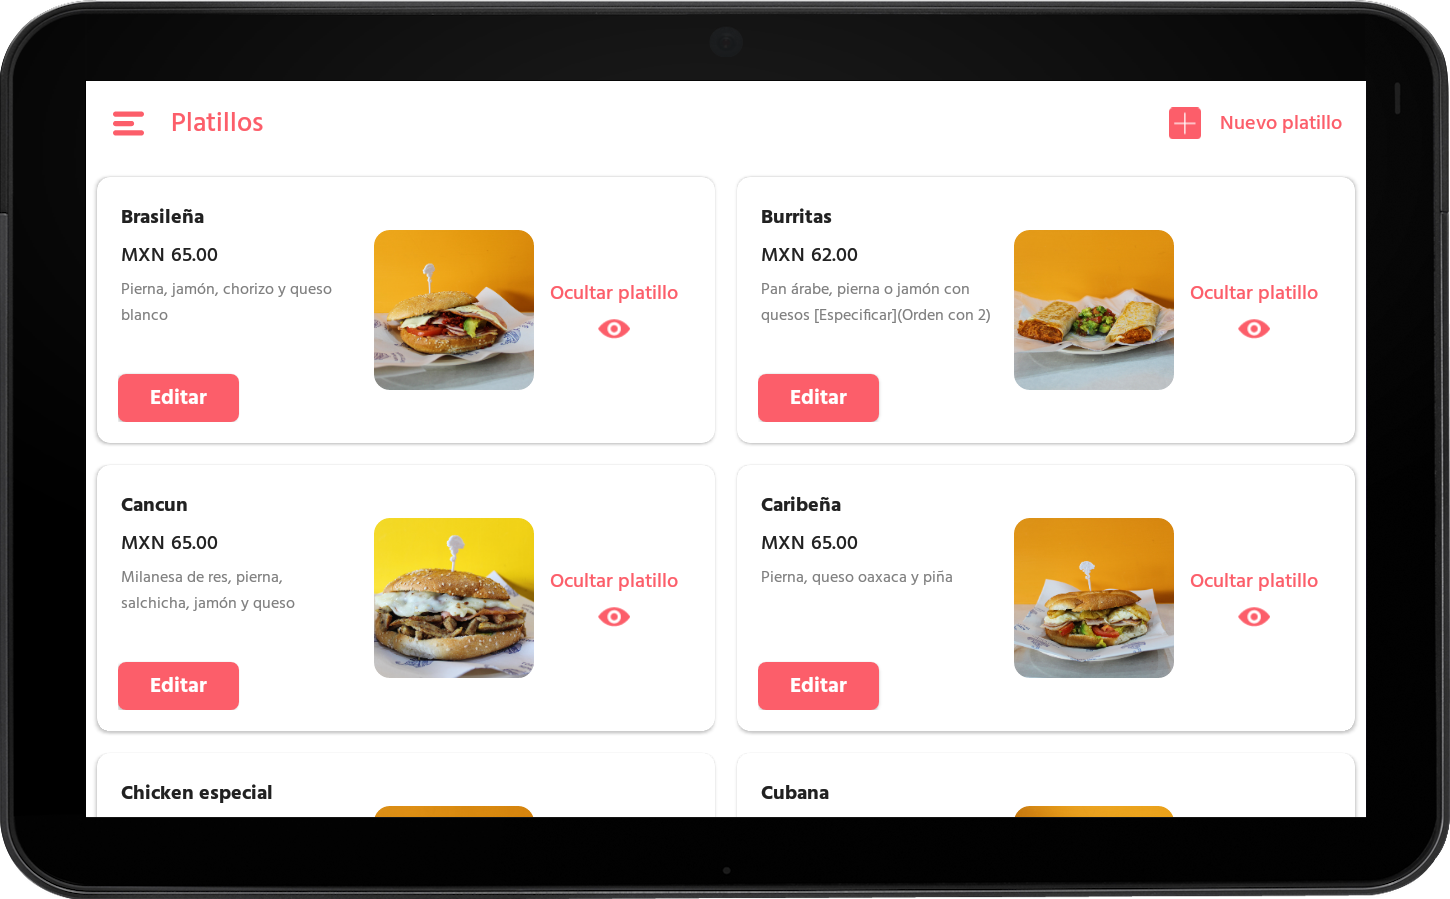 Platillos
Nuevo platillo
Brasileña
MXN 65.00
Pierna, jamón, chorizo y queso
blanco
Ocultar platillo
Editar
Burritas
MXN 62.00
Pan árabe, pierna o jamón con
quesos [Especificar](Orden con 2)
Ocultar platillo
Editar
Cancun
MXN 65.00
Milanesa de res, pierna,
salchicha, jamón y queso
Ocultar platillo
Editar
Caribeña
MXN 65.00
Pierna, queso oaxaca y piña
Ocultar platillo
Editar
Chicken especial
Cubana